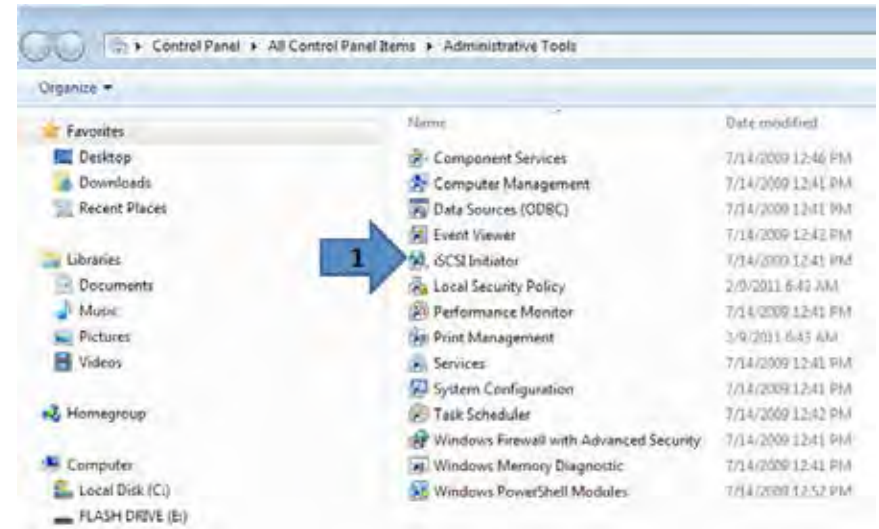 Control Panel ▸ All Control Panel Items ▸ Administrative Tools
Organize
Favorites
Desktop
Downloads
Recent Places
Libraries
Documents
Music
Pictures
Videos
Homegroup
Computer
Local Disk (C:)
FLASH DRIVE (E:)
1
Name Date modified
Component Services 7/14/2009 12:46 PM
Computer Management 7/14/2009 12:41 PM
Data Sources (ODBC) 7/14/2009 12:41 PM
Event Viewer 7/14/2009 12:42 PM
iSCSI Initiator 7/14/2009 12:41 PM
Local Security Policy 6:43 AM
Performance Monitor 7/14/2009 12:41 PM
Print Management 6:43 AM
Services 7/14/2009 12:41 PM
System Configuration 7/14/2009 12:41 PM
Task Scheduler 7/14/2009 12:42 PM
Windows Firewall with Advanced Security 7/14/2009 12:41 PM
Windows Memory Diagnostic 7/14/2009 12:41 PM
Windows PowerShell Modules 7/14/2009 12:52 PM